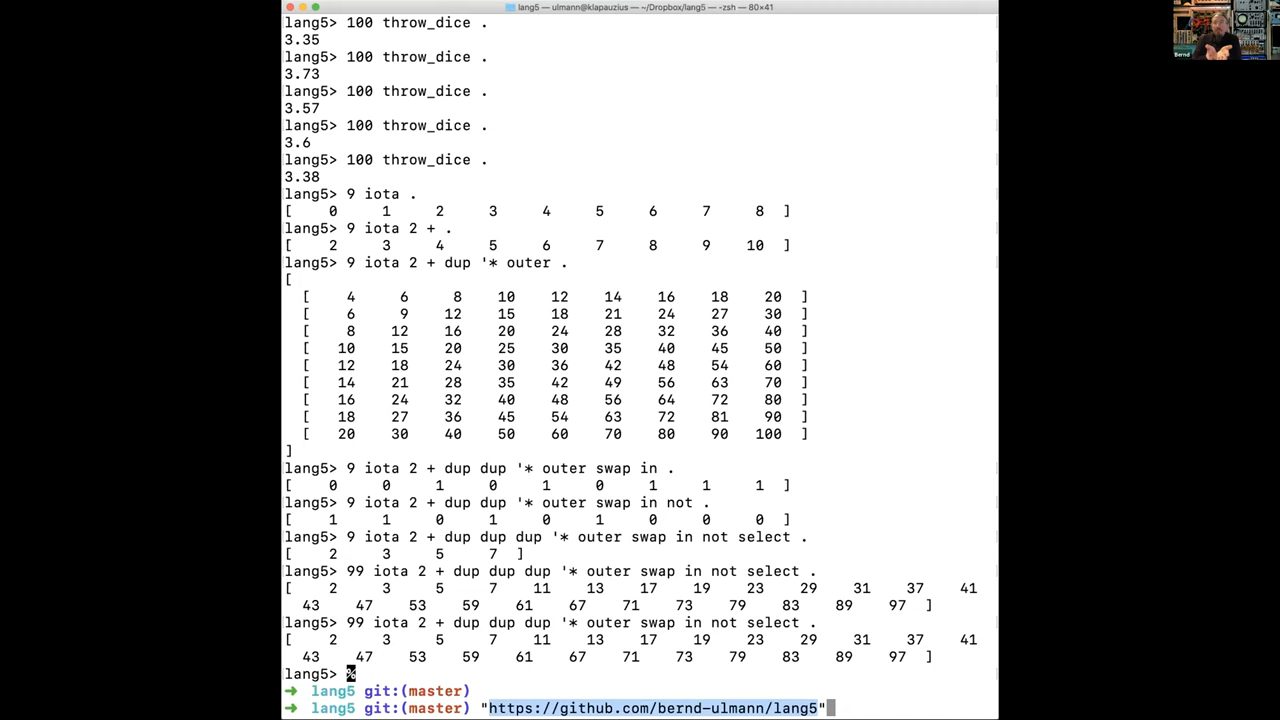 lang5 — ulmann@klapauzius — ~/Dropbox/lang5 — -zsh — 80×41
lang5> 100 throw_dice .
3.35
lang5> 100 throw_dice .
3.73
lang5> 100 throw_dice .
3.57
lang5> 100 throw_dice .
3.6
lang5> 100 throw_dice .
3.38
lang5> 9 iota .
[ 0 1 2 3 4 5 6 7 8 ]
lang5> 9 iota 2 + .
[ 2 3 4 5 6 7 8 9 10 ]
lang5> 9 iota 2 + dup '* outer .
[
[ 4 6 8 10 12 14 16 18 20 ]
[ 6 9 12 15 18 21 24 27 30 ]
[ 8 12 16 20 24 28 32 36 40 ]
[ 10 15 20 25 30 35 40 45 50 ]
[ 12 18 24 30 36 42 48 54 60 ]
[ 14 21 28 35 42 49 56 63 70 ]
[ 16 24 32 40 48 56 64 72 80 ]
[ 18 27 36 45 54 63 72 81 90 ]
[ 20 30 40 50 60 70 80 90 100 ]
]
lang5> 9 iota 2 + dup dup '* outer swap in .
[ 0 0 1 0 1 0 1 1 1 ]
lang5> 9 iota 2 + dup dup '* outer swap in not .
[ 1 1 0 1 0 1 0 0 0 ]
lang5> 9 iota 2 + dup dup dup '* outer swap in not select .
[ 2 3 5 7 ]
lang5> 99 iota 2 + dup dup dup '* outer swap in not select .
[ 2 3 5 7 11 13 17 19 23 29 31 37 41
43 47 53 59 61 67 71 73 79 83 89 97 ]
lang5> 99 iota 2 + dup dup dup '* outer swap in not select .
[ 2 3 5 7 11 13 17 19 23 29 31 37 41
43 47 53 59 61 67 71 73 79 83 89 97 ]
lang5> %
➜ lang5 git:(master)
➜ lang5 git:(master) "https://github.com/bernd-ulmann/lang5"
Bernd